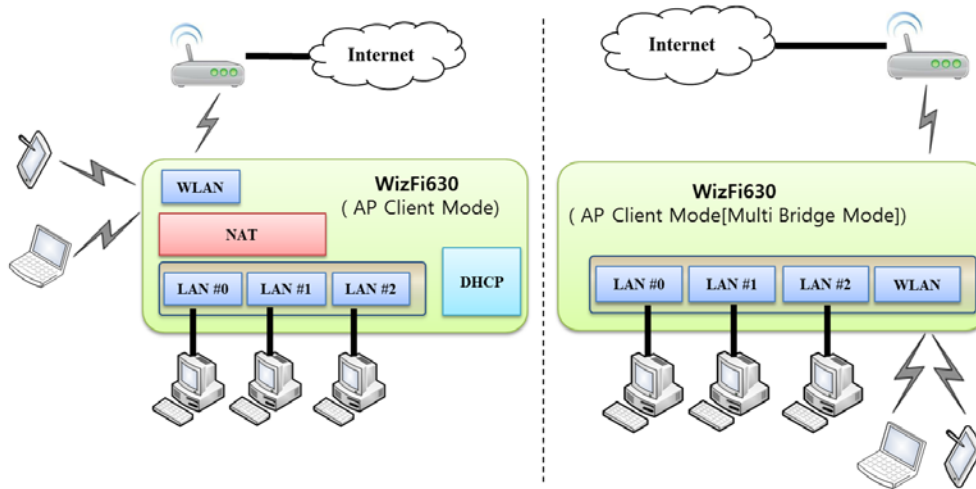 Internet
WLAN
WizFi630
( AP Client Mode)
NAT
DHCP
LAN #0
LAN #1
LAN #2
Internet
WizFi630
( AP Client Mode[Multi Bridge Mode])
LAN #0
LAN #1
LAN #2
WLAN